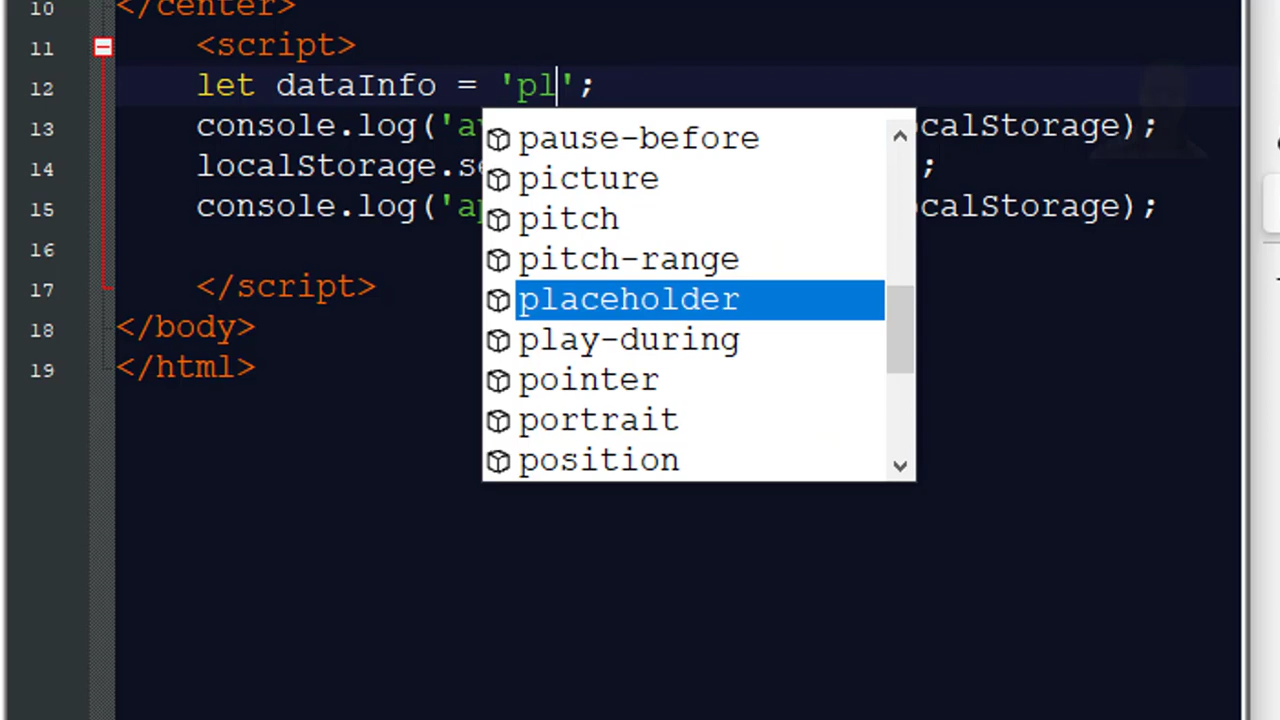 10 </center>
11 <script>
12 let dataInfo = 'pl';
13 console.log('a calStorage);
14 localStorage.s ;
15 console.log('a calStorage);
16
17 </script>
18 </body>
19 </html>
pause-before
picture
pitch
pitch-range
placeholder
play-during
pointer
portrait
position